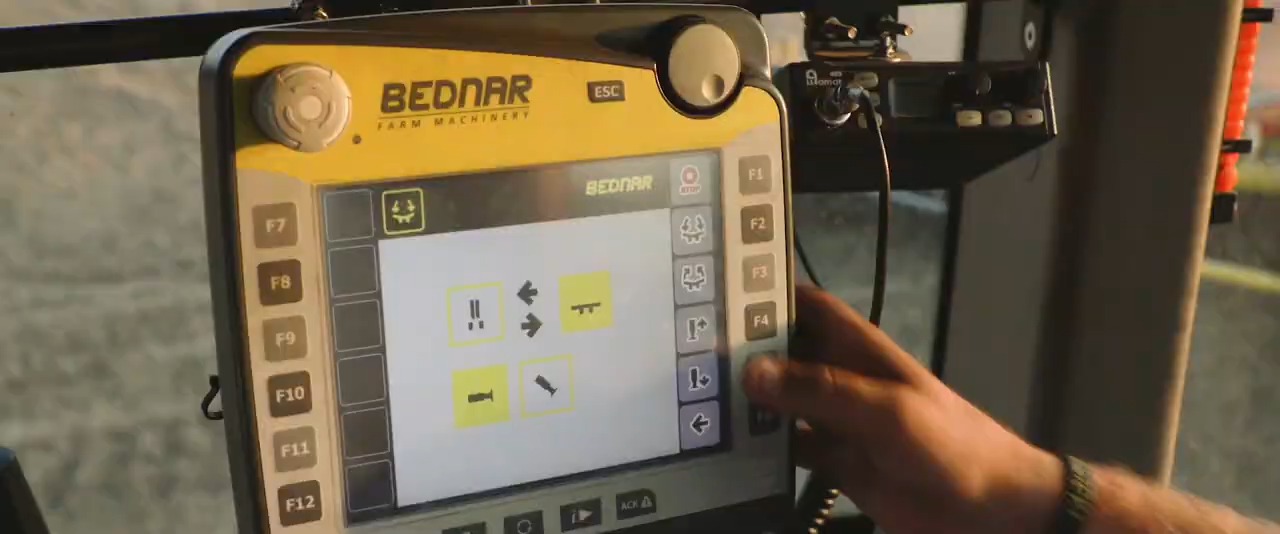 BEDNAR
FARM MACHINERY
ESC
BEDNAR
STOP
F1
F2
F3
F4
F7
F8
F9
F10
F11
F12
ACK